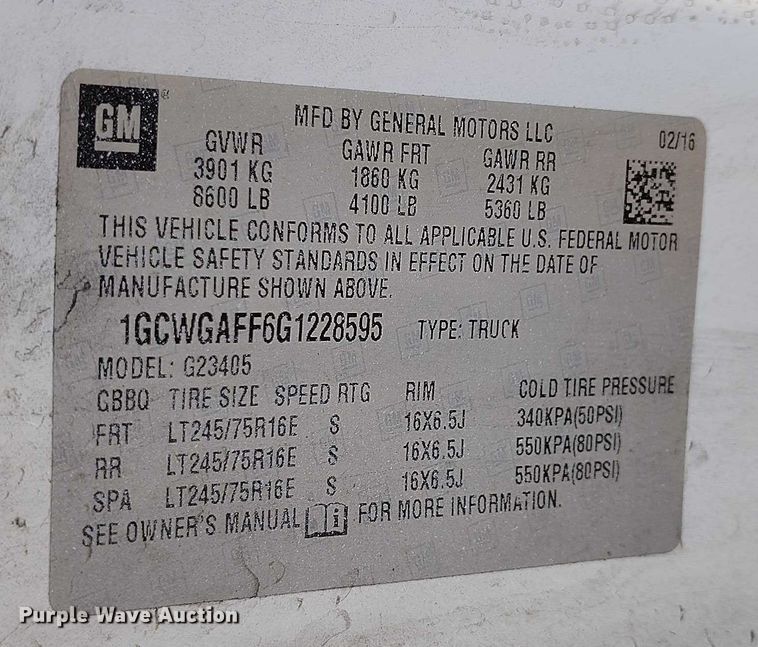 GM ®
MFD BY GENERAL MOTORS LLC 02/16
GVWR GAWR FRT GAWR RR
3901 KG 1860 KG 2431 KG
8600 LB 4100 LB 5360 LB
THIS VEHICLE CONFORMS TO ALL APPLICABLE U.S. FEDERAL MOTOR
VEHICLE SAFETY STANDARDS IN EFFECT ON THE DATE OF
MANUFACTURE SHOWN ABOVE.
1GCWGAFF6G1228595 TYPE: TRUCK
MODEL: G23405
GBBQ TIRE SIZE SPEED RTG RIM COLD TIRE PRESSURE
FRT LT245/75R16E S 16X6.5J 340KPA(50PSI)
RR LT245/75R16E S 16X6.5J 550KPA(80PSI)
SPA LT245/75R16E S 16X6.5J 550KPA(80PSI)
SEE OWNER'S MANUAL FOR MORE INFORMATION.
Purple Wave Auction